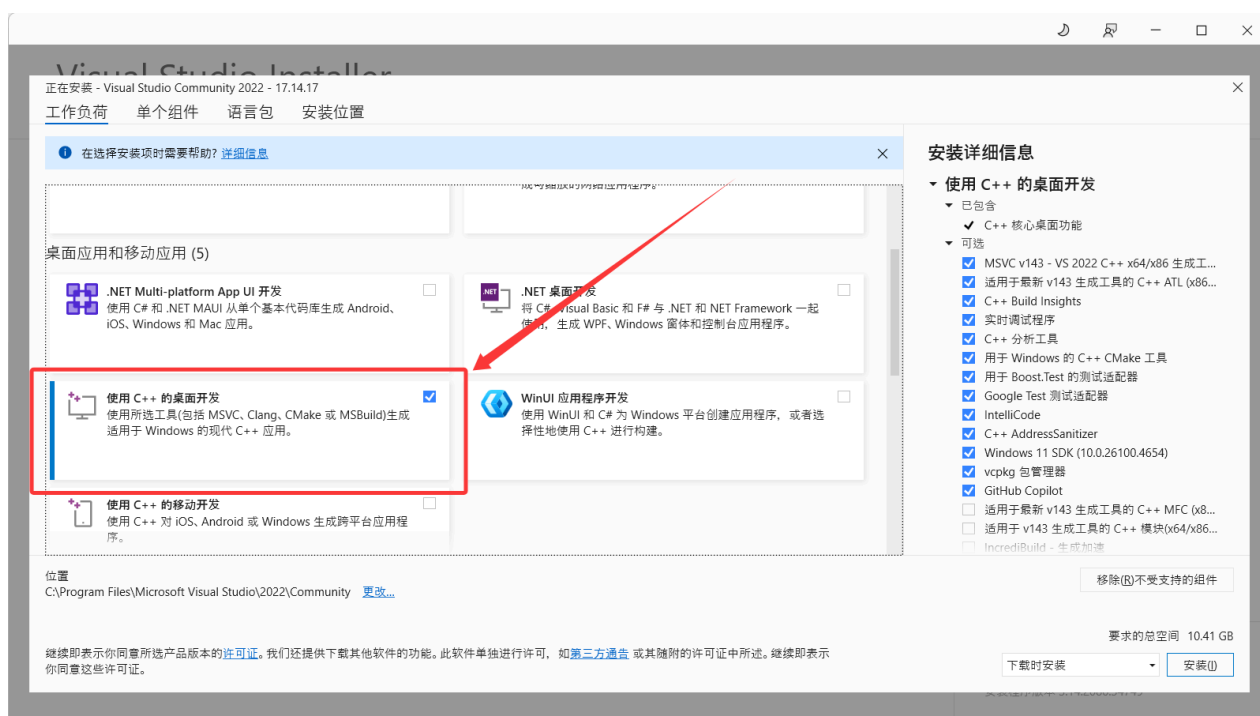 Visual Studio Installer
正在安装 - Visual Studio Community 2022 - 17.14.17
工作负荷 单个组件 语言包 安装位置
在选择安装项时需要帮助? 详细信息
桌面应用和移动应用 (5)
.NET Multi-platform App UI 开发
使用 C# 和 .NET MAUI 从单个基本代码库生成 Android、
iOS、Windows 和 Mac 应用。
.NET
.NET 桌面开发
将 C#、Visual Basic 和 F# 与 .NET 和 .NET Framework 一起
使用，生成 WPF、Windows 窗体和控制台应用程序。
使用 C++ 的桌面开发
使用所选工具(包括 MSVC、Clang、CMake 或 MSBuild)生成
适用于 Windows 的现代 C++ 应用。
WinUI 应用程序开发
使用 WinUI 和 C# 为 Windows 平台创建应用程序，或者选
择性地使用 C++ 进行构建。
使用 C++ 的移动开发
使用 C++ 对 iOS、Android 或 Windows 生成跨平台应用程
序。
安装详细信息
使用 C++ 的桌面开发
已包含
C++ 核心桌面功能
可选
MSVC v143 - VS 2022 C++ x64/x86 生成工...
适用于最新 v143 生成工具的 C++ ATL (x86...
C++ Build Insights
实时调试程序
C++ 分析工具
用于 Windows 的 C++ CMake 工具
用于 Boost.Test 的测试适配器
Google Test 测试适配器
IntelliCode
C++ AddressSanitizer
Windows 11 SDK (10.0.26100.4654)
vcpkg 包管理器
GitHub Copilot
适用于最新 v143 生成工具的 C++ MFC (x8...
适用于 v143 生成工具的 C++ 模块(x64/x86...
IncrediBuild - 生成加速
位置
C:\Program Files\Microsoft Visual Studio\2022\Community 更改...
移除(R)不受支持的组件
要求的总空间 10.41 GB
继续即表示你同意所选产品版本的许可证。我们还提供下载其他软件的功能。此软件单独进行许可，如第三方通告 或其随附的许可证中所述。继续即表示
你同意这些许可证。
下载时安装
安装(I)